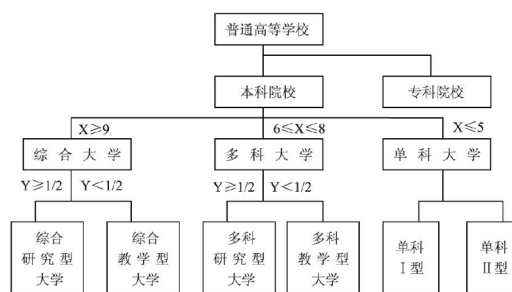 普通高等学校
本科院校
专科院校
X≥9
6≤X≤8
X≤5
综合大学
多科大学
单科大学
Y≥1/2
Y<1/2
Y≥1/2
Y<1/2
综合
研究型
大学
综合
教学型
大学
多科
研究型
大学
多科
教学型
大学
单科
Ⅰ型
单科
Ⅱ型